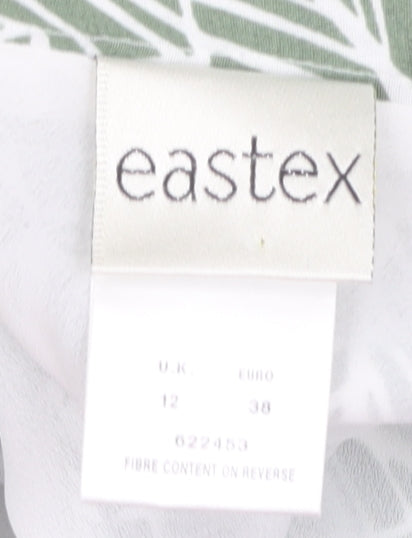 eastex
U.K. EURO
12 38
622453
FIBRE CONTENT ON REVERSE